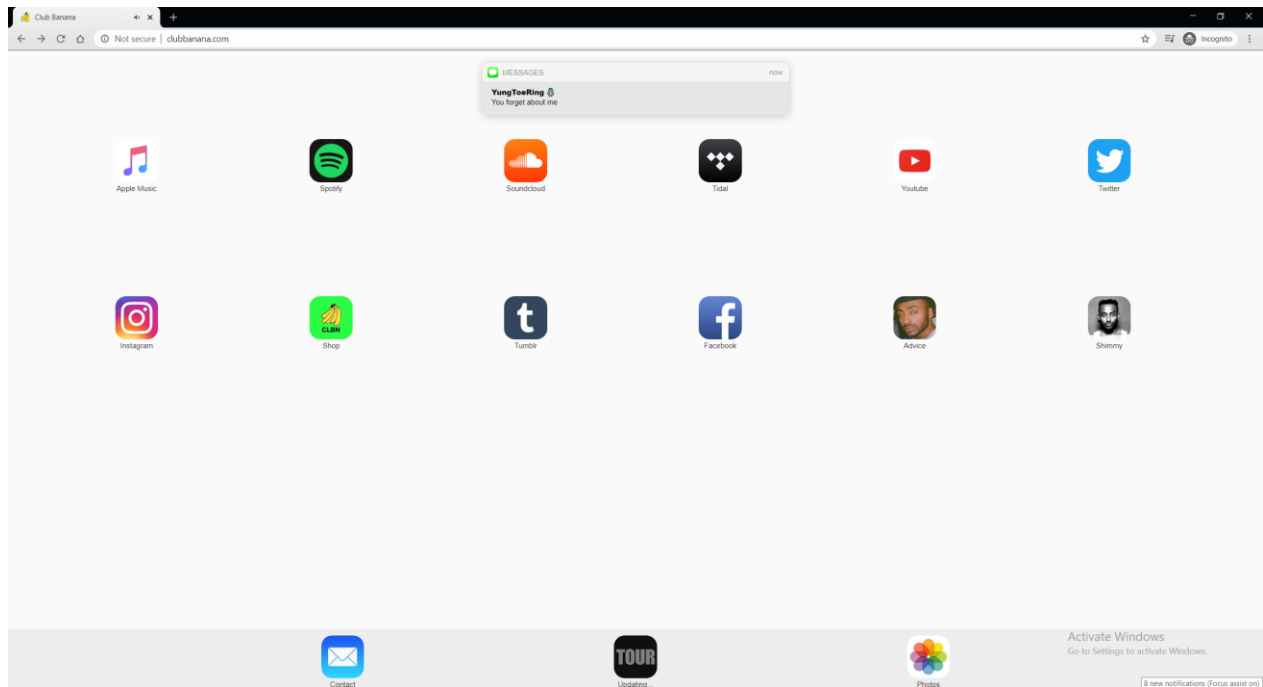 Club Banana
Not secure | clubbanana.com
Incognito
MESSAGES now
YungToeRing
You forget about me
Apple Music Spotify Soundcloud Tidal Youtube Twitter
CLBN
Instagram Shop Tumblr Facebook Advice Shimmy
TOUR
Contact Updating... Photos
Activate Windows
Go to Settings to activate Windows.
8 new notifications (Focus assist on)